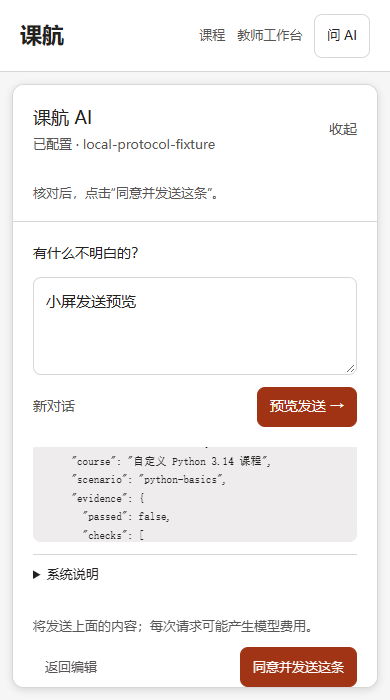 课航
课程 教师工作台 问 AI
课航 AI
已配置 · local-protocol-fixture
收起
核对后，点击“同意并发送这条”。
有什么不明白的？
小屏发送预览
新对话
预览发送 →
"course": "自定义 Python 3.14 课程",
"scenario": "python-basics",
"evidence": {
"passed": false,
"checks": [
▶ 系统说明
将发送上面的内容；每次请求可能产生模型费用。
返回编辑
同意并发送这条